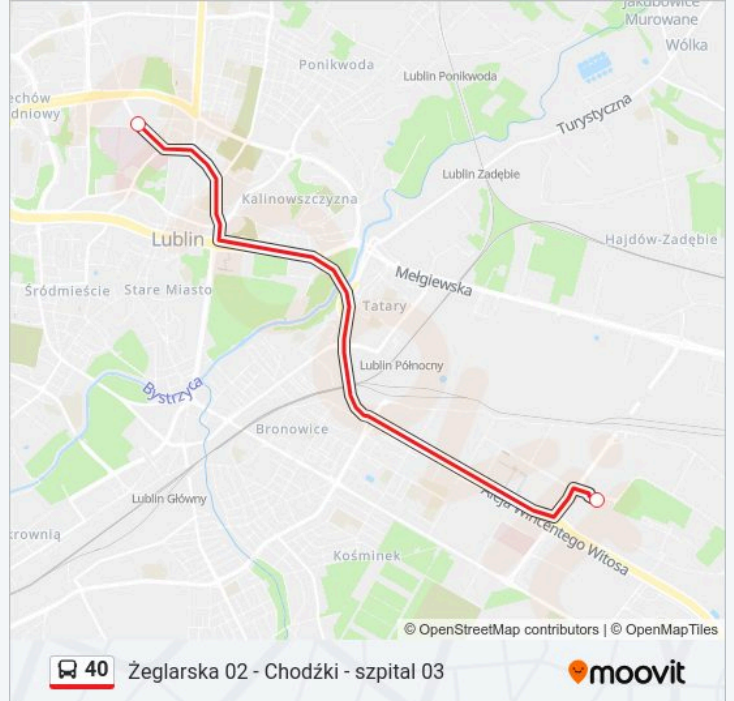 Jakubowice
Murowane
Wólka
Ponikwoda
Lublin Ponikwoda
echów
dniowy
Turystyczna
Lublin Zadębie
Kalinowszczyzna
Lublin
Hajdów-Zadębie
Mełgiewska
Śródmieście
Stare Miasto
Tatary
Lublin Północny
Bystrzyca
Bronowice
Lublin Główny
Aleja Wincentego Witosa
krownią
Kośminek
© OpenStreetMap contributors | © OpenMapTiles
40 Żeglarska 02 - Chodźki - szpital 03
moovit